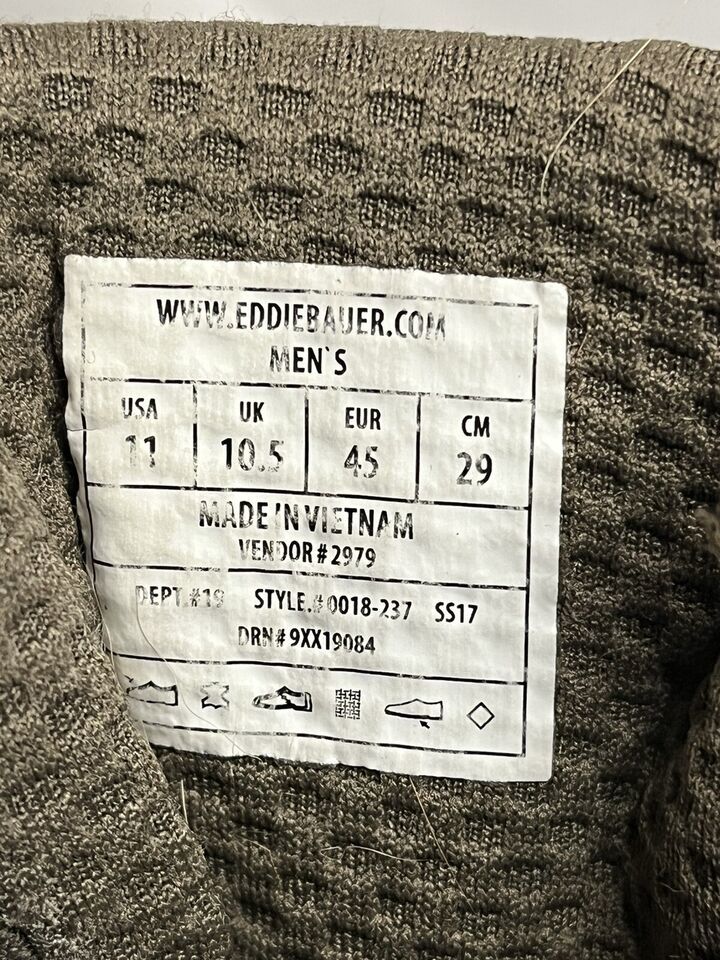 WWW.EDDIEBAUER.COM
MEN`S
USA UK EUR CM
11 10.5 45 29
MADE IN VIETNAM
VENDOR#2979
DEPT.#19 STYLE.#0018-237 SS17
DRN#9XX19084